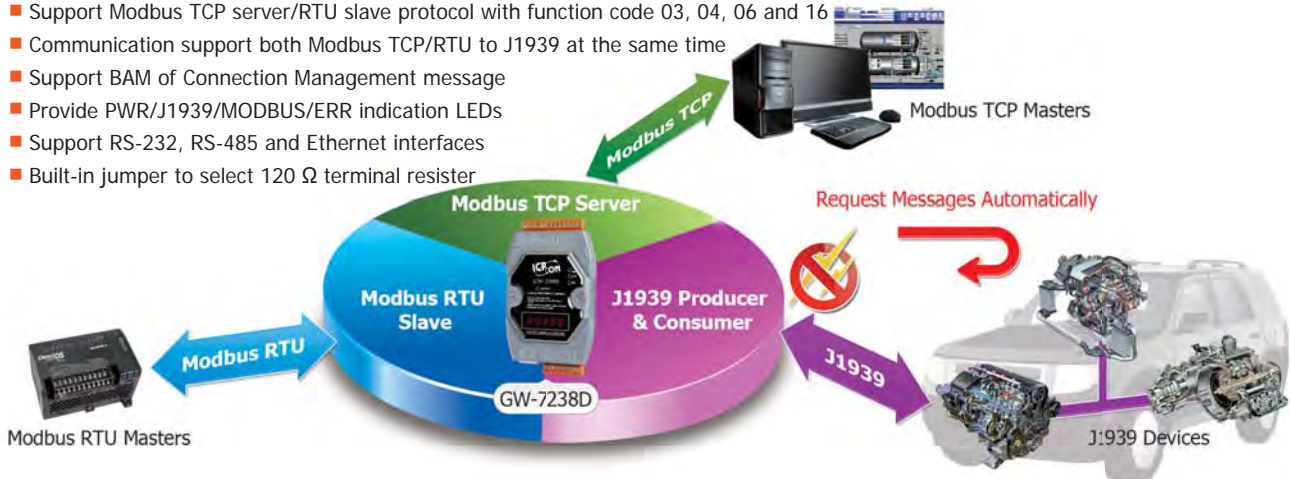 Support Modbus TCP server/RTU slave protocol with function code 03, 04, 06 and 16
Communication support both Modbus TCP/RTU to J1939 at the same time
Support BAM of Connection Management message
Provide PWR/J1939/MODBUS/ERR indication LEDs
Support RS-232, RS-485 and Ethernet interfaces
Built-in jumper to select 120 Ω terminal resister
Modbus TCP
Modbus TCP Masters
Modbus TCP Server
Request Messages Automatically
ICP CON
Modbus RTU
Slave
J1939 Producer
& Consumer
Modbus RTU
J1939
GW-7238D
Modbus RTU Masters
J1939 Devices